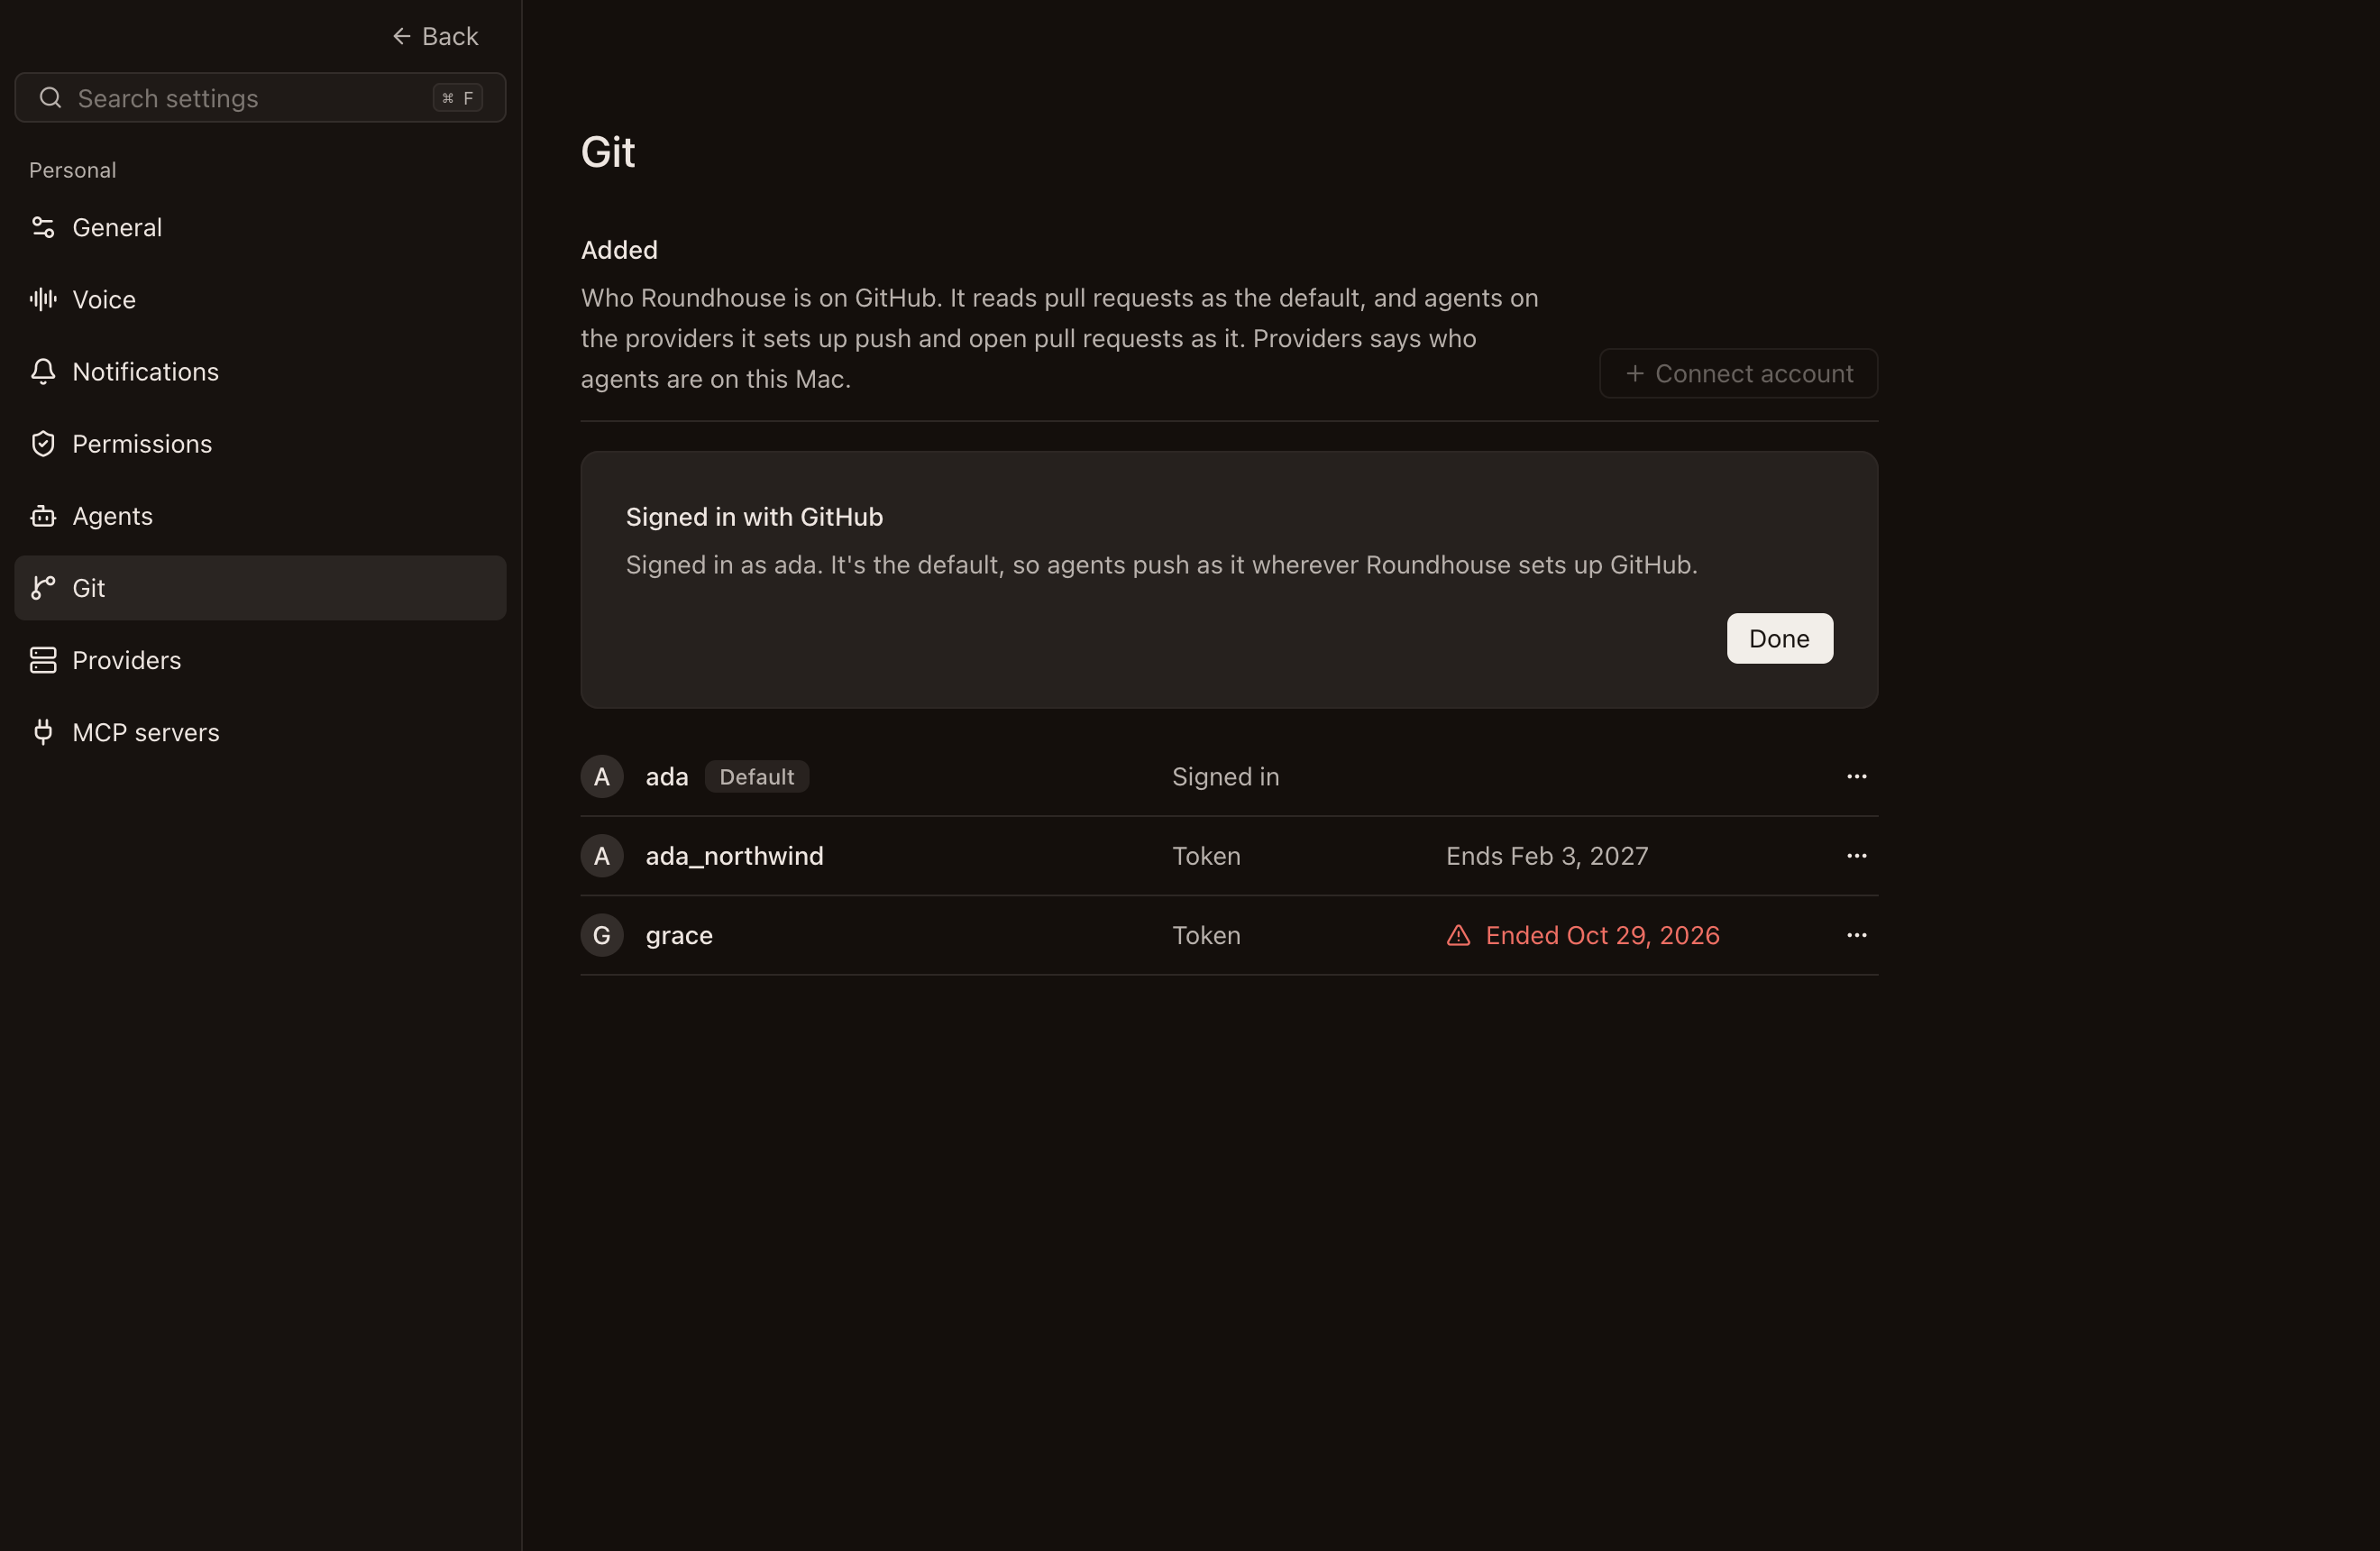 Back
Search settings
⌘ F
Personal
General
Voice
Notifications
Permissions
Agents
Git
Providers
MCP servers
Git
Added
Who Roundhouse is on GitHub. It reads pull requests as the default, and agents on
the providers it sets up push and open pull requests as it. Providers says who
agents are on this Mac.
Connect account
Signed in with GitHub
Signed in as ada. It's the default, so agents push as it wherever Roundhouse sets up GitHub.
Done
A ada Default Signed in
A ada_northwind Token Ends Feb 3, 2027
G grace Token Ended Oct 29, 2026